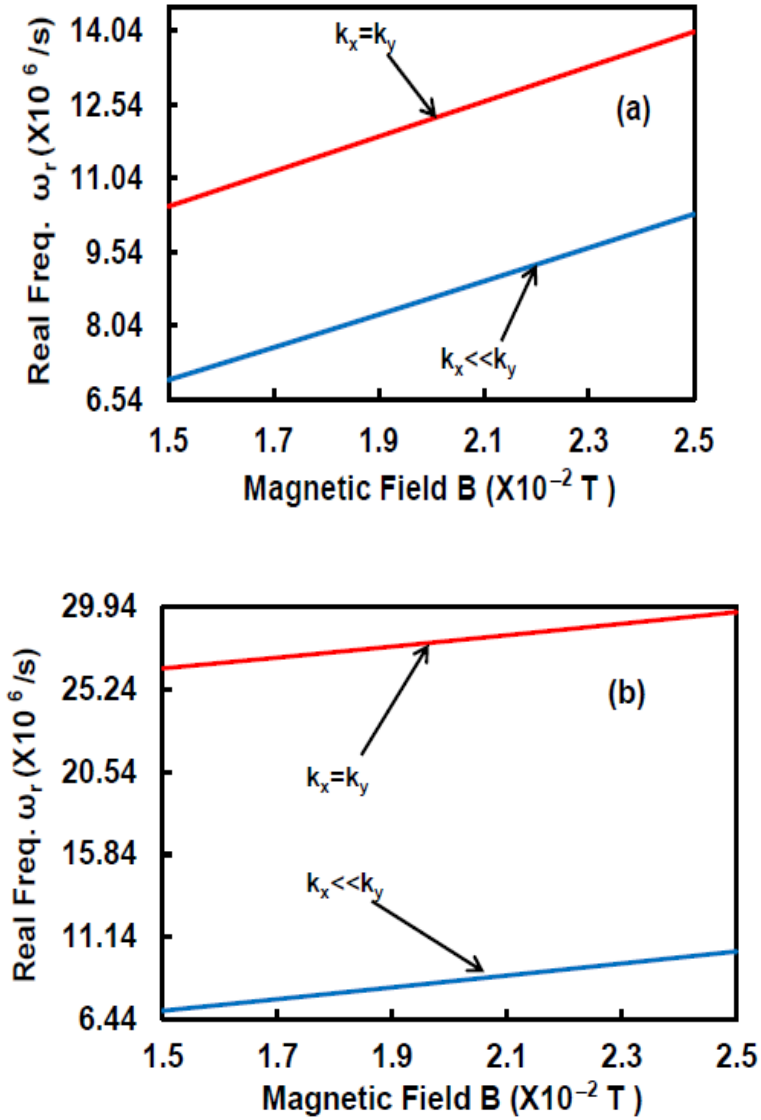 14.04
12.54
11.04
9.54
8.04
6.54
Real Freq. ω_r (X10 ^6 /s)
k_x=k_y
(a)
k_x<<k_y
1.5 1.7 1.9 2.1 2.3 2.5
Magnetic Field B (X10^−2 T )
29.94
25.24
20.54
15.84
11.14
6.44
Real Freq. ω_r (X10 ^6 /s)
(b)
k_x=k_y
k_x<<k_y
1.5 1.7 1.9 2.1 2.3 2.5
Magnetic Field B (X10^−2 T )